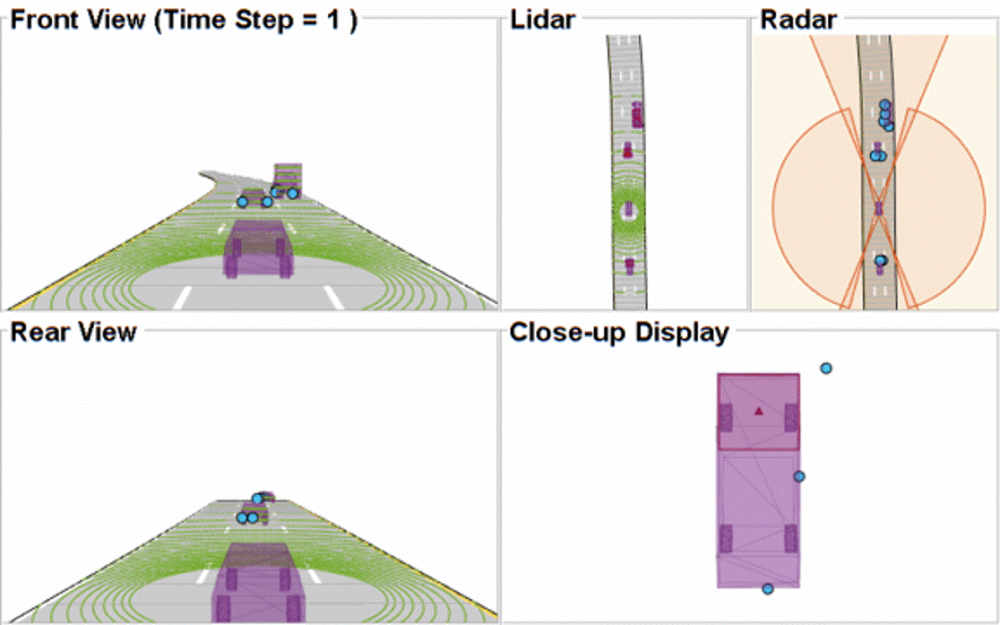 Front View (Time Step = 1 )
Lidar
Radar
Rear View
Close-up Display